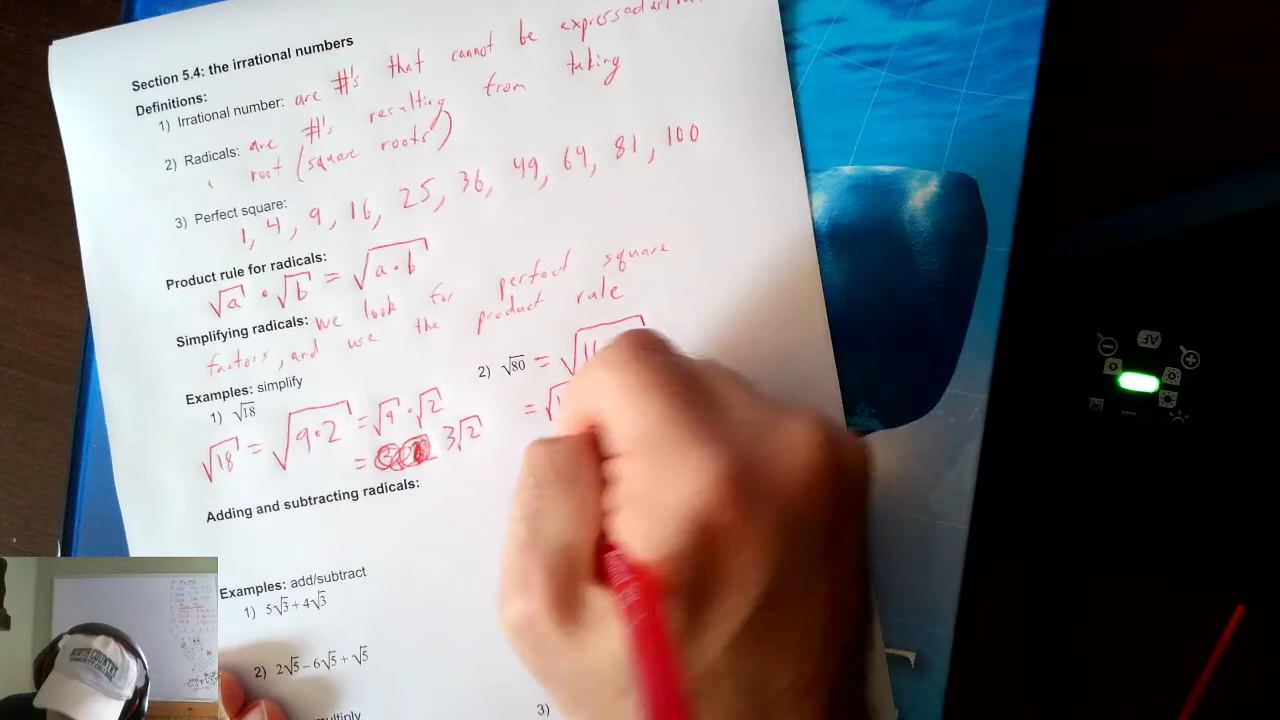 Section 5.4: the irrational numbers
Definitions:
1) Irrational number: are #'s that cannot be expressed
2) Radicals: are #'s resulting from taking
root (square roots)
3) Perfect square:
1, 4, 9, 16, 25, 36, 49, 64, 81, 100
Product rule for radicals:
√a • √b = √a•b
Simplifying radicals: we look for perfect square
factors, and use the product rule
Examples: simplify
1) √18
√18 = √9•2 = √9 • √2
= 3√2
2) √80 = √
= √
Adding and subtracting radicals:
Examples: add/subtract
1) 5√3 + 4√3
2) 2√5 − 6√5 + √5
3)
AF